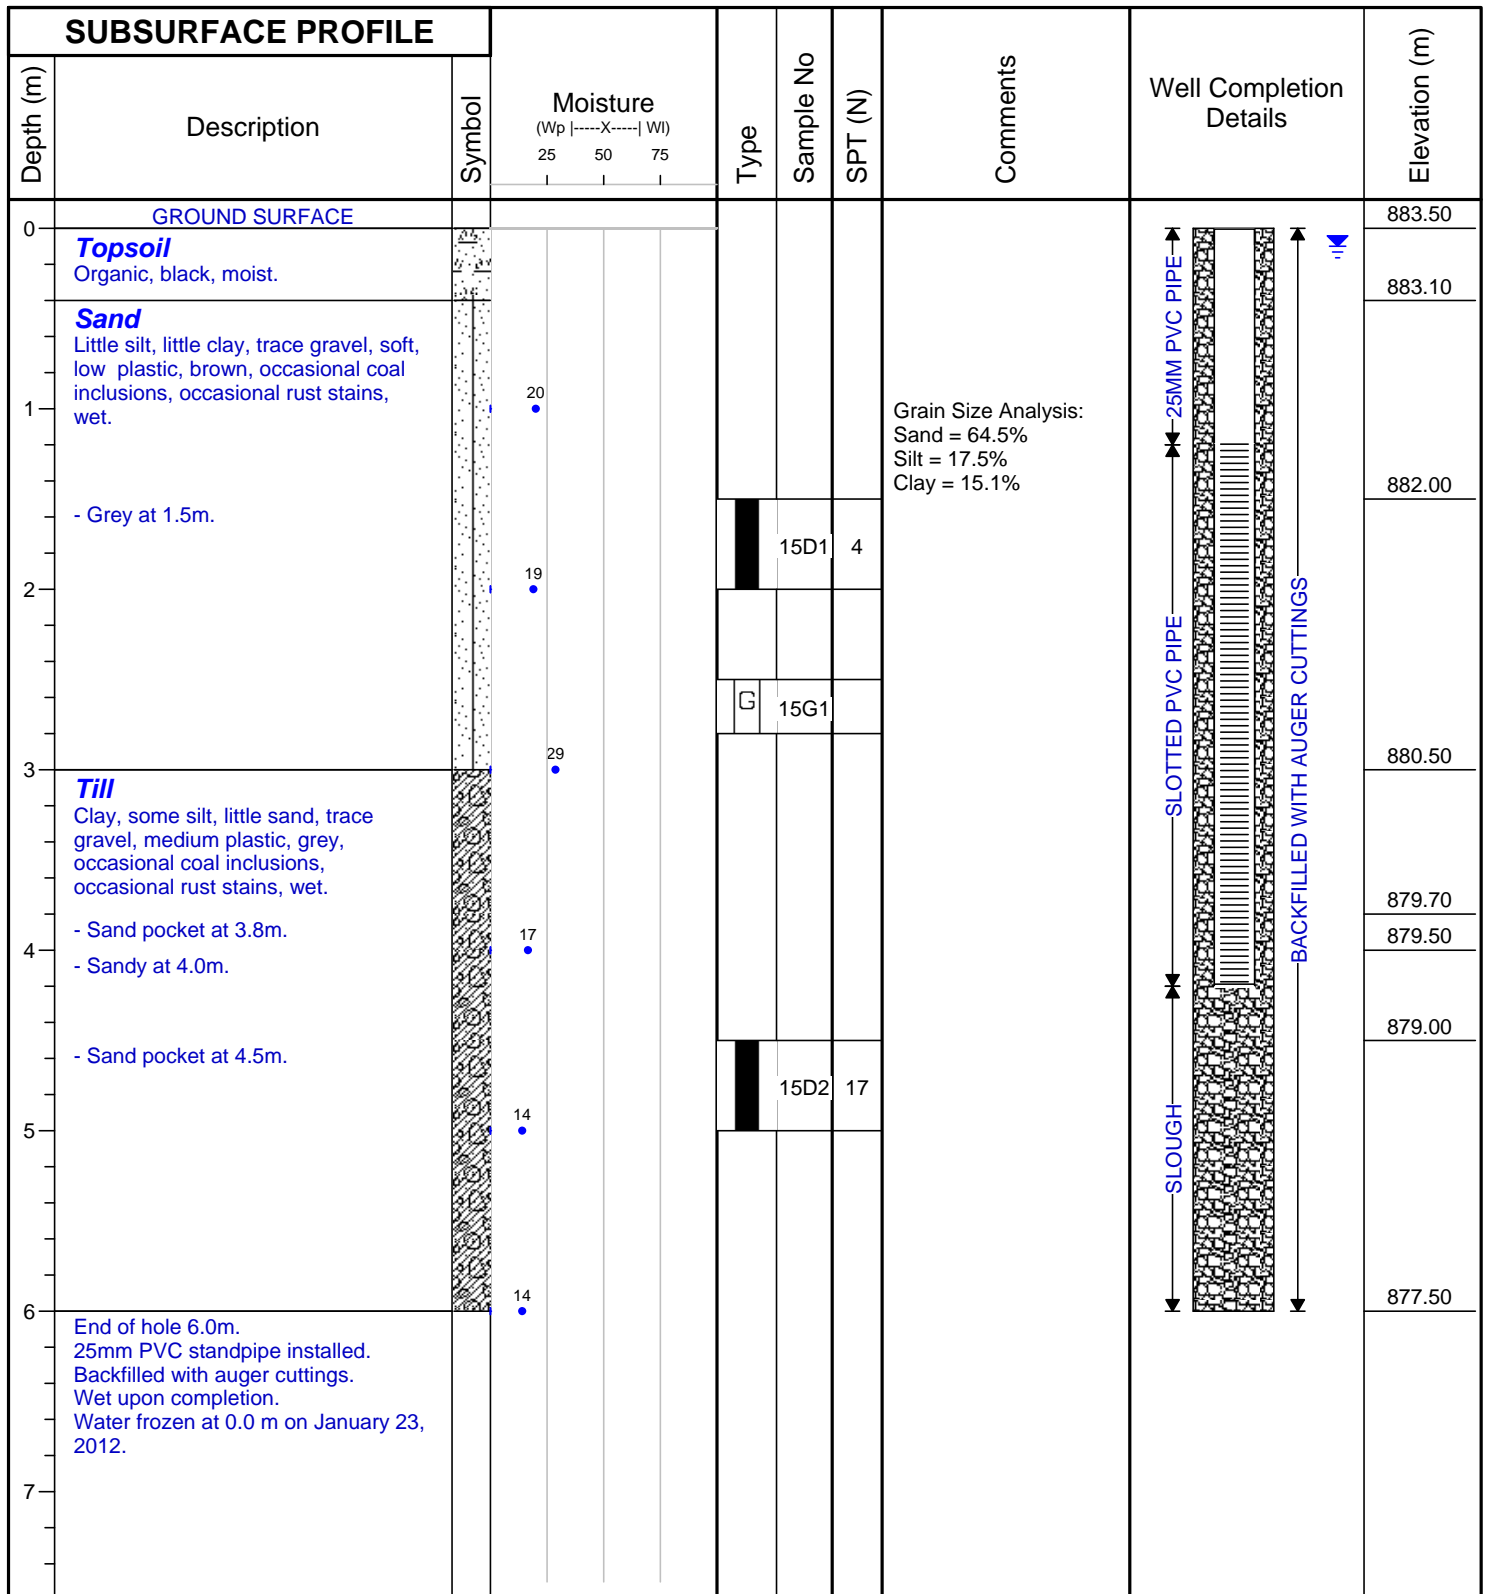 SUBSURFACE PROFILE
Depth (m)
Description
Symbol
Moisture
(Wp |-----X-----| Wl)
25 50 75
Type
Sample No
SPT (N)
Comments
Well Completion
Details
Elevation (m)
GROUND SURFACE
883.50
0
Topsoil
Organic, black, moist.
883.10
Sand
Little silt, little clay, trace gravel, soft,
low plastic, brown, occasional coal
inclusions, occasional rust stains,
wet.
20
1
Grain Size Analysis:
Sand = 64.5%
Silt = 17.5%
Clay = 15.1%
25MM PVC PIPE
882.00
- Grey at 1.5m.
15D1 4
19
2
SLOTTED PVC PIPE
BACKFILLED WITH AUGER CUTTINGS
G 15G1
29
3
880.50
Till
Clay, some silt, little sand, trace
gravel, medium plastic, grey,
occasional coal inclusions,
occasional rust stains, wet.
879.70
- Sand pocket at 3.8m.
17
4
879.50
- Sandy at 4.0m.
879.00
- Sand pocket at 4.5m.
15D2 17
14
5
SLOUGH
14
6
877.50
End of hole 6.0m.
25mm PVC standpipe installed.
Backfilled with auger cuttings.
Wet upon completion.
Water frozen at 0.0 m on January 23,
2012.
7